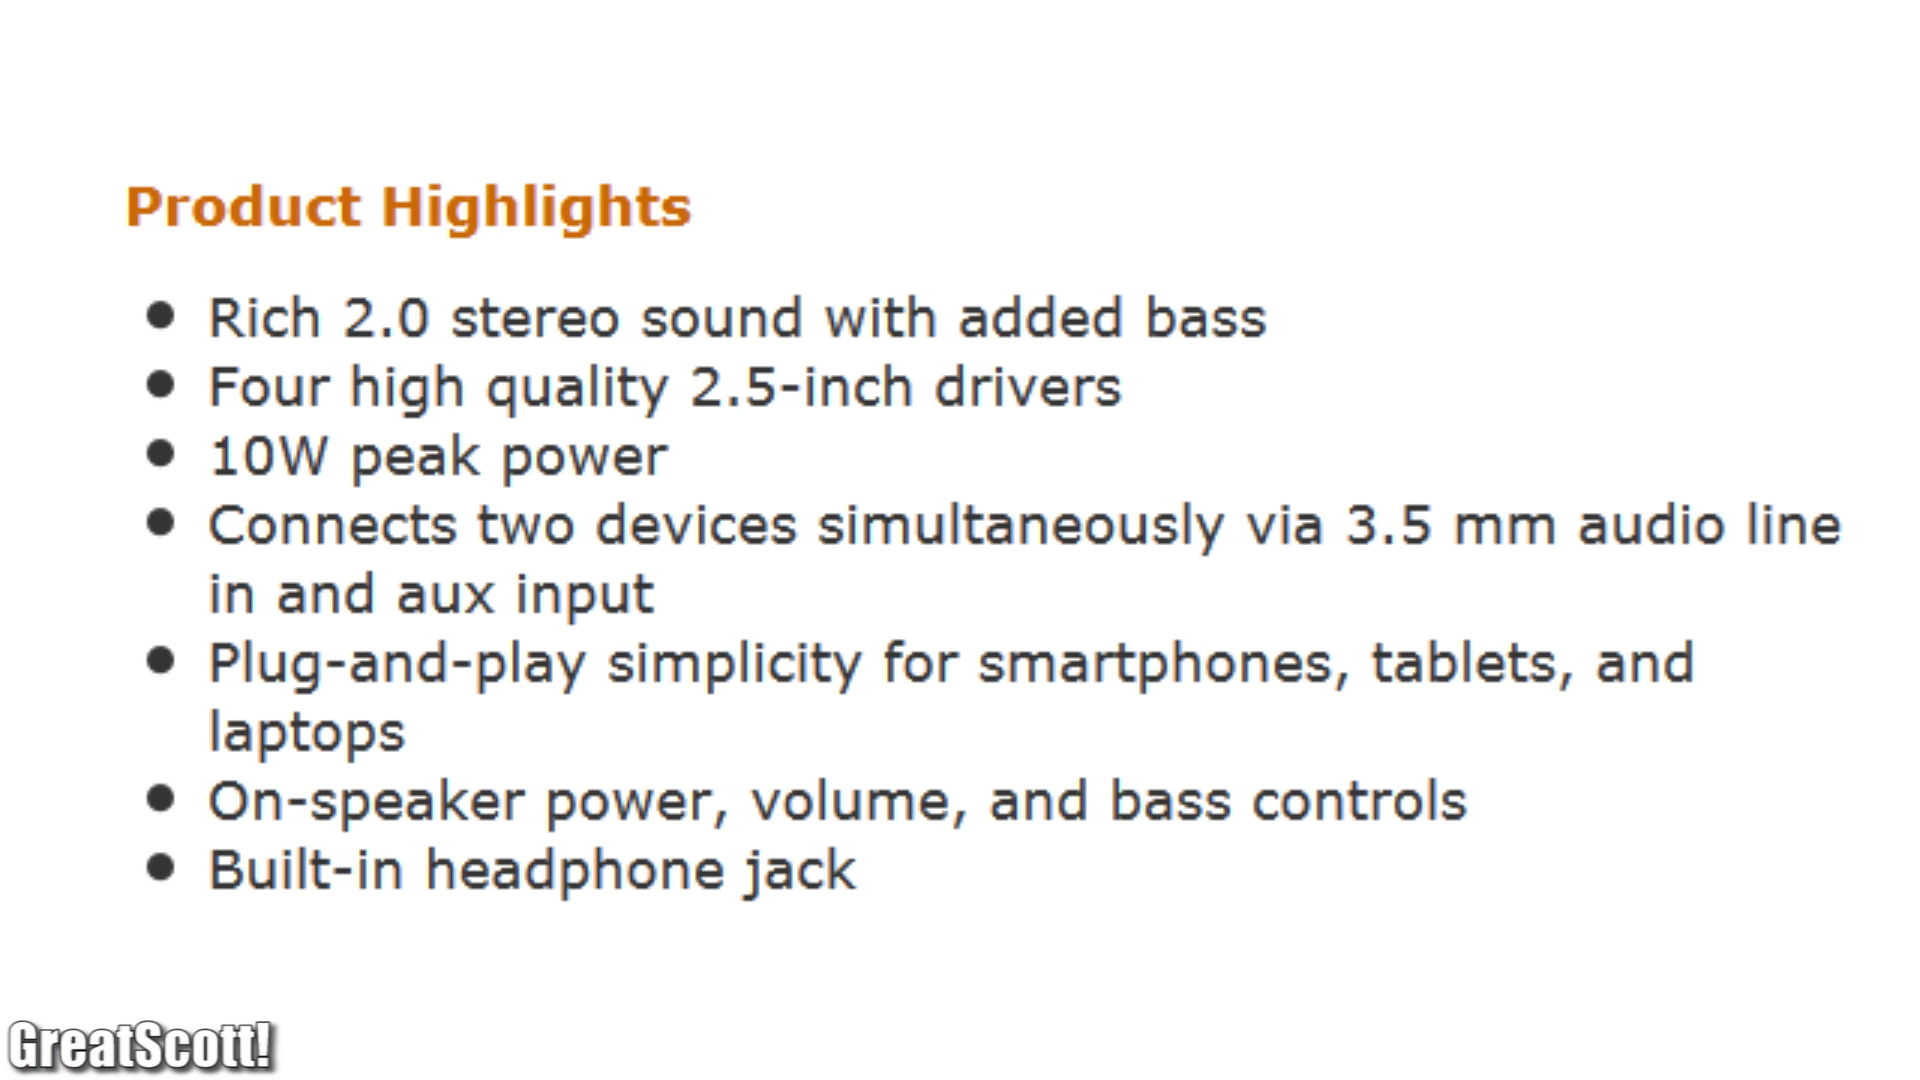 Product Highlights
● Rich 2.0 stereo sound with added bass
● Four high quality 2.5-inch drivers
● 10W peak power
● Connects two devices simultaneously via 3.5 mm audio line
in and aux input
● Plug-and-play simplicity for smartphones, tablets, and
laptops
● On-speaker power, volume, and bass controls
● Built-in headphone jack
GreatScott!